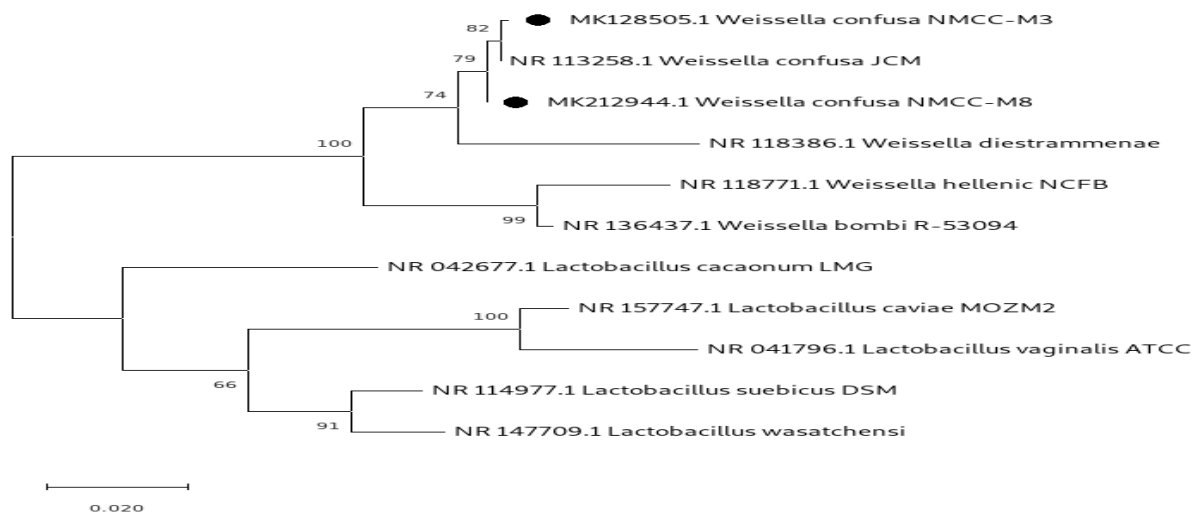 82
MK128505.1 Weissella confusa NMCC-M3
79
NR 113258.1 Weissella confusa JCM
74
MK212944.1 Weissella confusa NMCC-M8
100
NR 118386.1 Weissella diestrammenae
NR 118771.1 Weissella hellenic NCFB
99
NR 136437.1 Weissella bombi R-53094
NR 042677.1 Lactobacillus cacaonum LMG
NR 157747.1 Lactobacillus caviae MOZM2
100
NR 041796.1 Lactobacillus vaginalis ATCC
66
NR 114977.1 Lactobacillus suebicus DSM
91
NR 147709.1 Lactobacillus wasatchensi
0.020